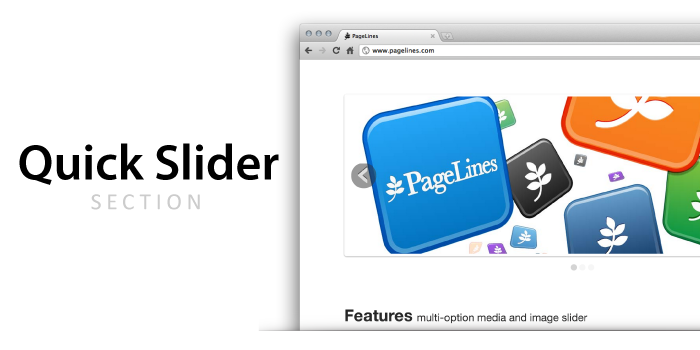 Quick Slider
SECTION
PageLines
www.pagelines.com
PageLines
Features multi-option media and image slider